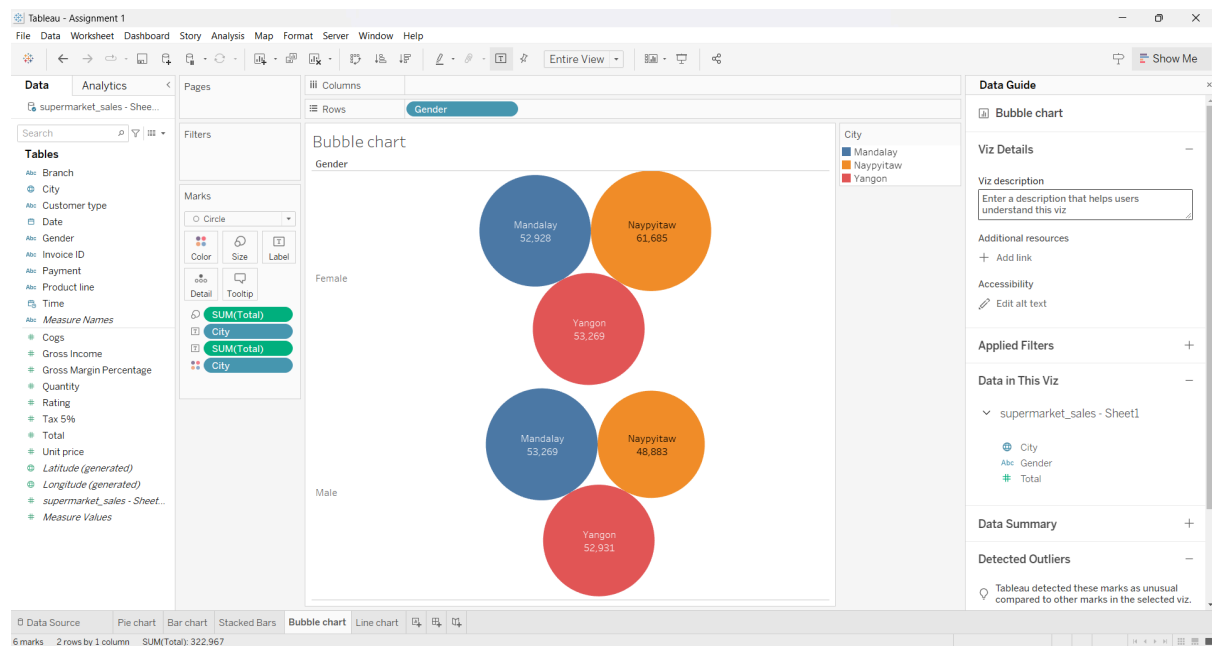 Tableau - Assignment 1
File Data Worksheet Dashboard Story Analysis Map Format Server Window Help
Entire View
Show Me
Data
Analytics
supermarket_sales - Shee...
Search
Tables
Abc Branch
City
Abc Customer type
Date
Abc Gender
Abc Invoice ID
Abc Payment
Abc Product line
Time
Abc Measure Names
# Cogs
# Gross Income
# Gross Margin Percentage
# Quantity
# Rating
# Tax 5%
# Total
# Unit price
Latitude (generated)
Longitude (generated)
# supermarket_sales - Sheet...
# Measure Values
Pages
Filters
Marks
Circle
Color
Size
Label
Detail
Tooltip
SUM(Total)
City
SUM(Total)
City
Columns
Rows
Gender
Bubble chart
Gender
Female
Mandalay
52,928
Naypyitaw
61,685
Yangon
53,269
Male
Mandalay
53,269
Naypyitaw
48,883
Yangon
52,931
City
Mandalay
Naypyitaw
Yangon
Data Guide
Bubble chart
Viz Details
Viz description
Enter a description that helps users
understand this viz
Additional resources
+ Add link
Accessibility
Edit alt text
Applied Filters
Data in This Viz
supermarket_sales - Sheet1
City
Abc Gender
# Total
Data Summary
Detected Outliers
Tableau detected these marks as unusual
compared to other marks in the selected viz.
Data Source
Pie chart
Bar chart
Stacked Bars
Bubble chart
Line chart
6 marks 2 rows by 1 column SUM(Total): 322,967